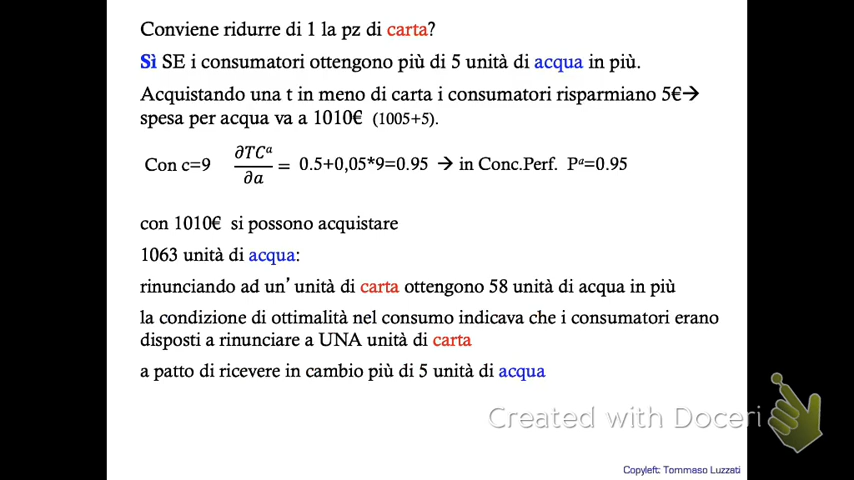 Conviene ridurre di 1 la pz di carta?
Sì SE i consumatori ottengono più di 5 unità di acqua in più.
Acquistando una t in meno di carta i consumatori risparmiano 5€→
spesa per acqua va a 1010€ (1005+5).
Con c=9 ∂TCᵃ/∂a = 0.5+0,05*9=0.95 → in Conc.Perf. Pᵃ=0.95
con 1010€ si possono acquistare
1063 unità di acqua:
rinunciando ad un'unità di carta ottengono 58 unità di acqua in più
la condizione di ottimalità nel consumo indicava che i consumatori erano
disposti a rinunciare a UNA unità di carta
a patto di ricevere in cambio più di 5 unità di acqua
Created with Doceri
Copyleft: Tommaso Luzzati